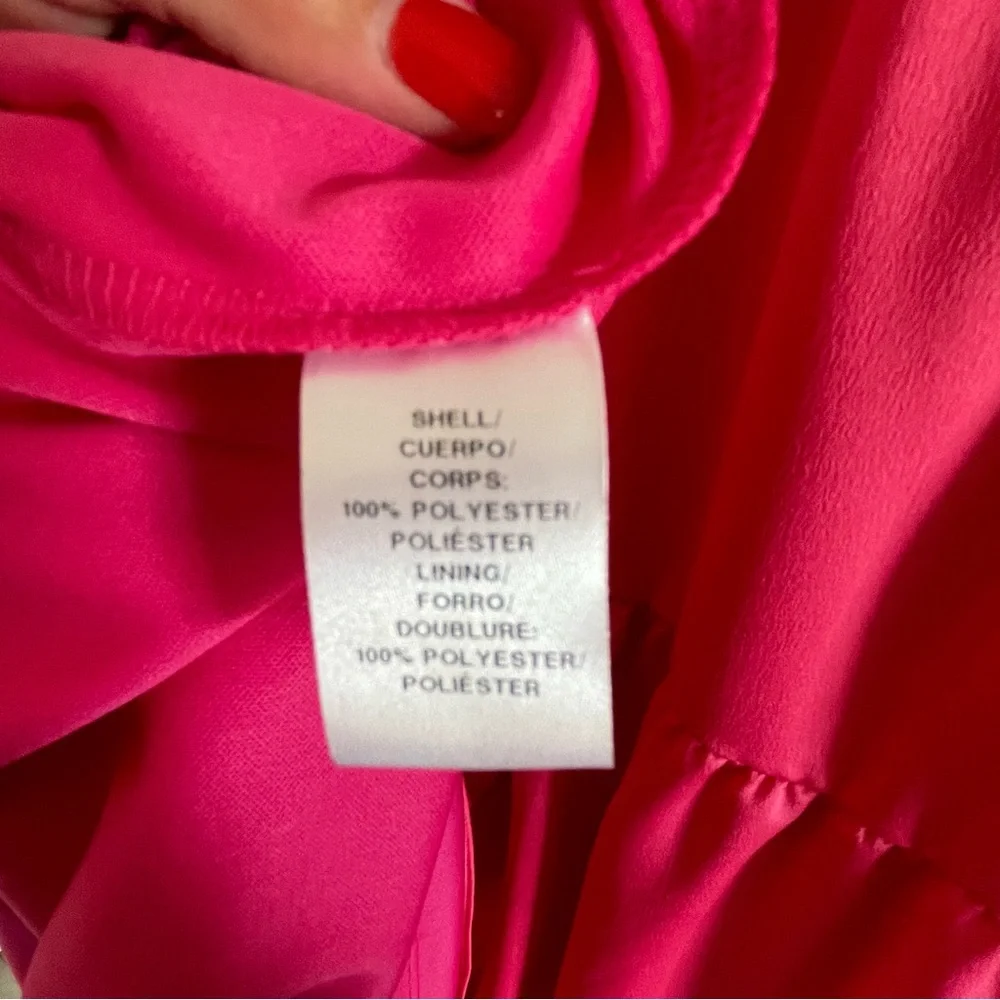 SHELL/
CUERPO/
CORPS:
100% POLYESTER/
POLIÉSTER
LINING/
FORRO/
DOUBLURE:
100% POLYESTER/
POLIÉSTER